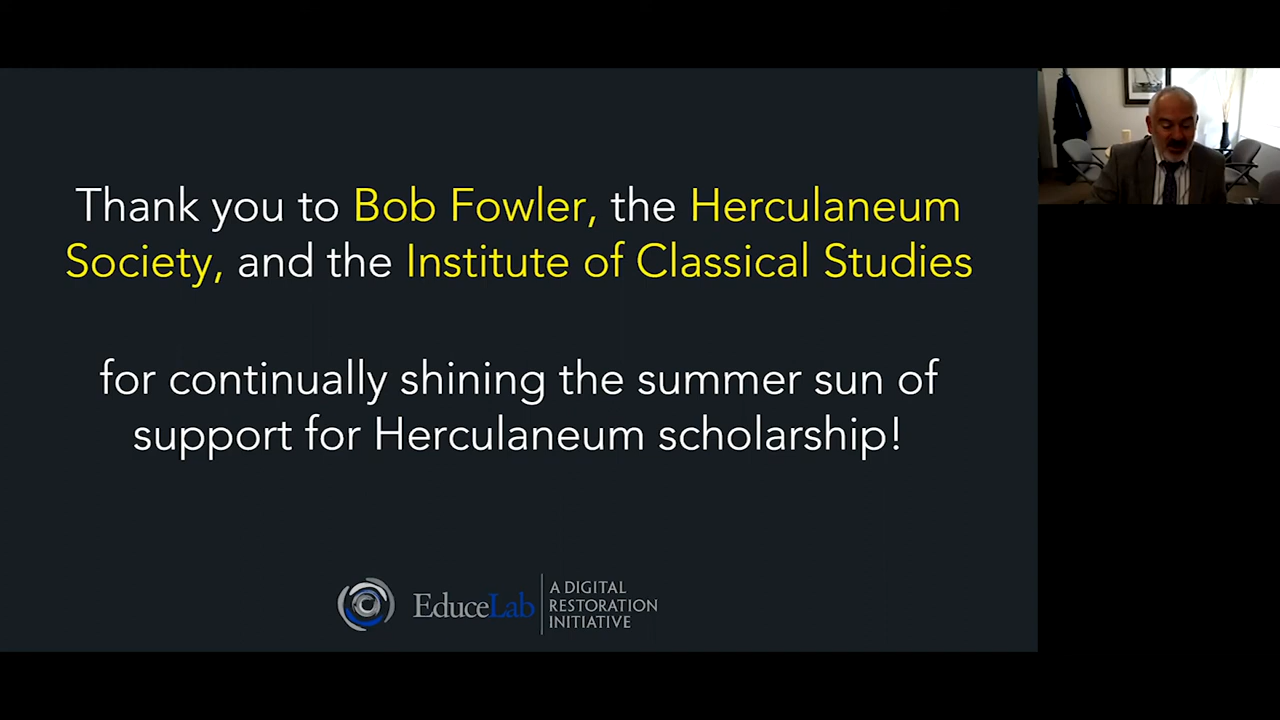 Thank you to Bob Fowler, the Herculaneum
Society, and the Institute of Classical Studies
for continually shining the summer sun of
support for Herculaneum scholarship!
EduceLab
A DIGITAL
RESTORATION
INITIATIVE